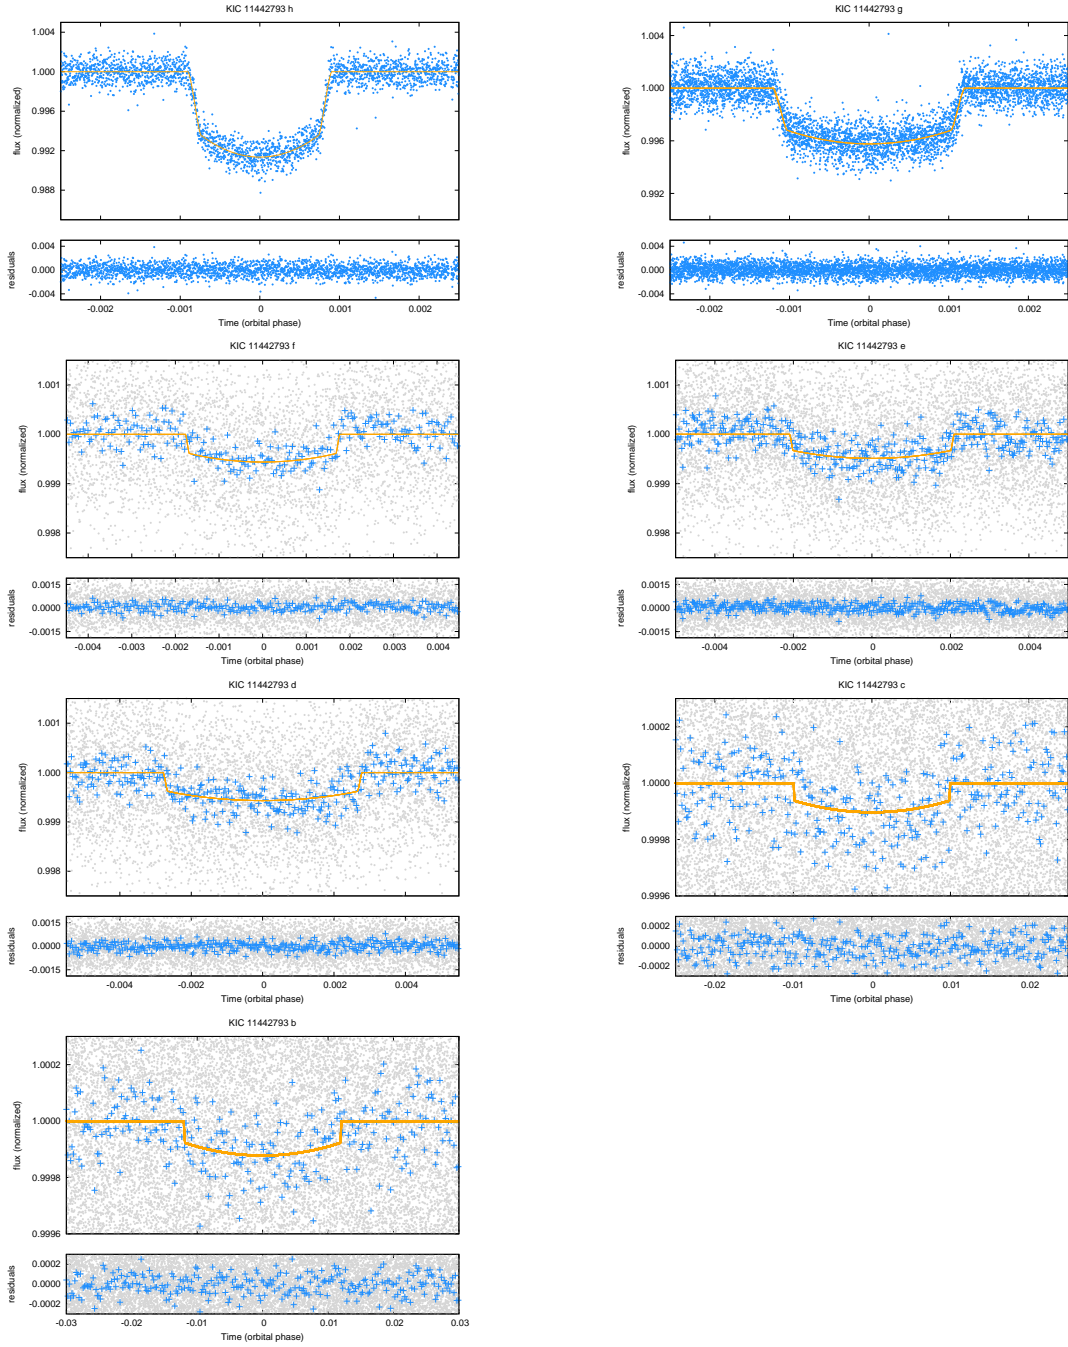 KIC 11442793 h
1.004
1.000
0.996
0.992
0.988
flux (normalized)
0.004
0.000
-0.004
residuals
-0.002 -0.001 0 0.001 0.002
Time (orbital phase)
KIC 11442793 g
1.004
1.000
0.996
0.992
flux (normalized)
0.004
0.000
-0.004
residuals
-0.002 -0.001 0 0.001 0.002
Time (orbital phase)
KIC 11442793 f
1.001
1.000
0.999
0.998
flux (normalized)
0.0015
0.0000
-0.0015
residuals
-0.004 -0.003 -0.002 -0.001 0 0.001 0.002 0.003 0.004
Time (orbital phase)
KIC 11442793 e
1.001
1.000
0.999
0.998
flux (normalized)
0.0015
0.0000
-0.0015
residuals
-0.004 -0.002 0 0.002 0.004
Time (orbital phase)
KIC 11442793 d
1.001
1.000
0.999
0.998
flux (normalized)
0.0015
0.0000
-0.0015
residuals
-0.004 -0.002 0 0.002 0.004
Time (orbital phase)
KIC 11442793 c
1.0002
1.0000
0.9998
0.9996
flux (normalized)
0.0002
0.0000
-0.0002
residuals
-0.02 -0.01 0 0.01 0.02
Time (orbital phase)
KIC 11442793 b
1.0002
1.0000
0.9998
0.9996
flux (normalized)
0.0002
0.0000
-0.0002
residuals
-0.03 -0.02 -0.01 0 0.01 0.02 0.03
Time (orbital phase)